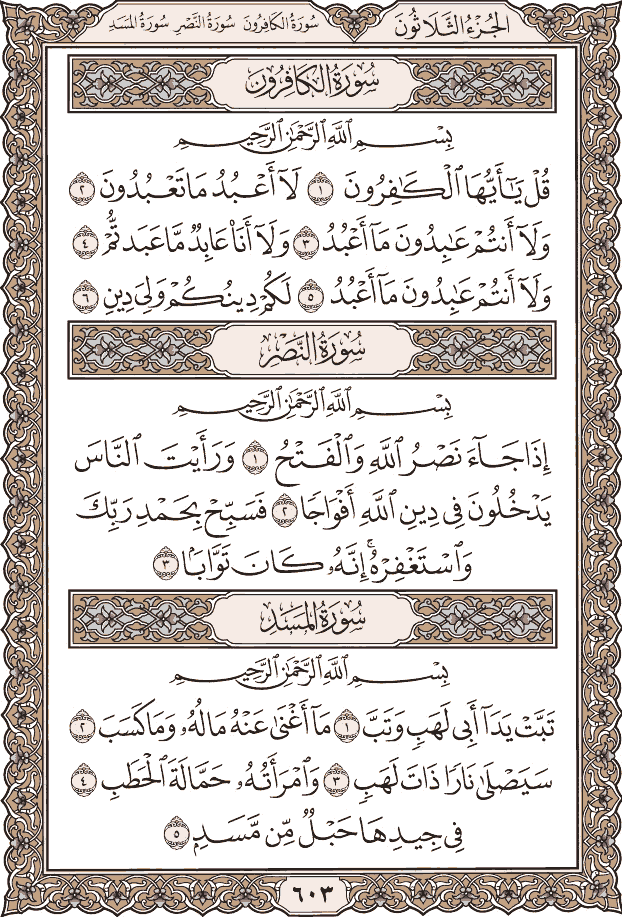 الجُزْءُ الثَّلَاثُونَ سُورَةُ الكَافِرُونَ سُورَةُ النَّصْرِ سُورَةُ المَسَدِ
سُورَةُ الكَافِرُونَ
بِسْمِ ٱللَّهِ ٱلرَّحْمَٰنِ ٱلرَّحِيمِ
قُلْ يَٰٓأَيُّهَا ٱلْكَٰفِرُونَ ١ لَآ أَعْبُدُ مَا تَعْبُدُونَ ٢
وَلَآ أَنتُمْ عَٰبِدُونَ مَآ أَعْبُدُ ٣ وَلَآ أَنَا۠ عَابِدٌ مَّا عَبَدتُّمْ ٤
وَلَآ أَنتُمْ عَٰبِدُونَ مَآ أَعْبُدُ ٥ لَكُمْ دِينُكُمْ وَلِىَ دِينِ ٦
سُورَةُ النَّصْرِ
بِسْمِ ٱللَّهِ ٱلرَّحْمَٰنِ ٱلرَّحِيمِ
إِذَا جَآءَ نَصْرُ ٱللَّهِ وَٱلْفَتْحُ ١ وَرَأَيْتَ ٱلنَّاسَ
يَدْخُلُونَ فِى دِينِ ٱللَّهِ أَفْوَاجًا ٢ فَسَبِّحْ بِحَمْدِ رَبِّكَ
وَٱسْتَغْفِرْهُ ۚ إِنَّهُۥ كَانَ تَوَّابًۢا ٣
سُورَةُ المَسَدِ
بِسْمِ ٱللَّهِ ٱلرَّحْمَٰنِ ٱلرَّحِيمِ
تَبَّتْ يَدَآ أَبِى لَهَبٍ وَتَبَّ ١ مَآ أَغْنَىٰ عَنْهُ مَالُهُۥ وَمَا كَسَبَ ٢
سَيَصْلَىٰ نَارًا ذَاتَ لَهَبٍ ٣ وَٱمْرَأَتُهُۥ حَمَّالَةَ ٱلْحَطَبِ ٤
فِى جِيدِهَا حَبْلٌ مِّن مَّسَدٍۭ ٥
٦٠٣